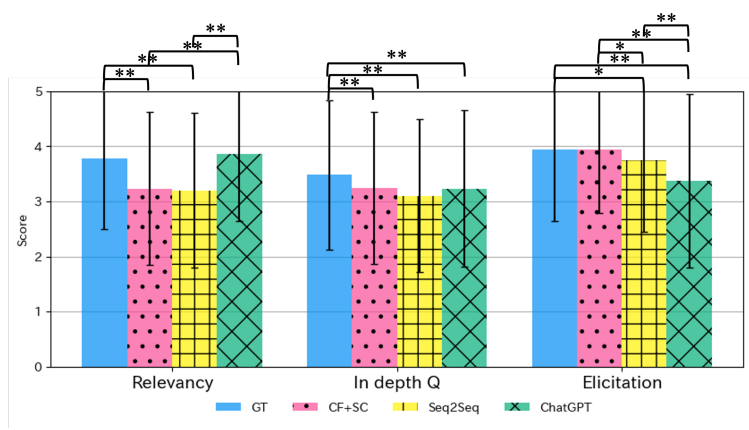 **
** **
** ** **
** ** * **
** ** *
5
4
3
2
1
0
Score
Relevancy In depth Q Elicitation
GT CF+SC Seq2Seq ChatGPT